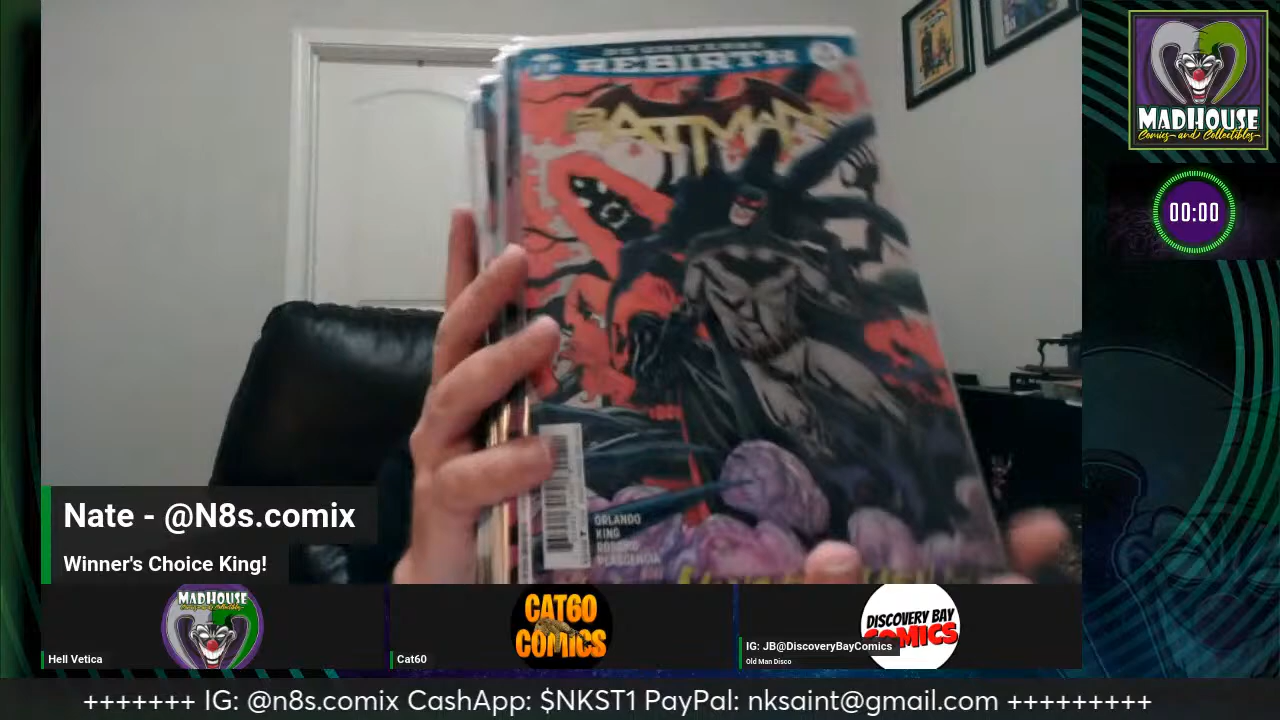 DC UNIVERSE
REBIRTH
BATMAN
ORLANDO
KING
MADHOUSE
Comics and Collectibles
00:00
Nate - @N8s.comix
Winner's Choice King!
MADHOUSE
Hell Vetica
CAT60
COMICS
Cat60
DISCOVERY BAY
COMICS
IG: JB@DiscoveryBayComics
Old Man Disco
+++++++ IG: @n8s.comix CashApp: $NKST1 PayPal: nksaint@gmail.com +++++++++